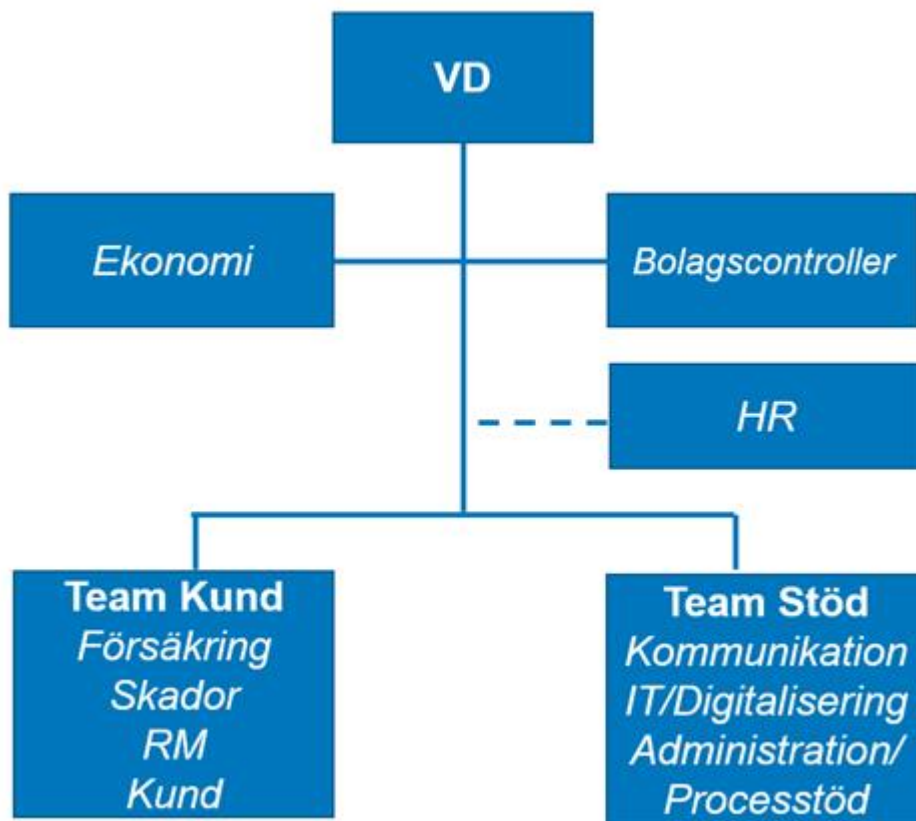 VD
Ekonomi
Bolagscontroller
HR
Team Kund
Försäkring
Skador
RM
Kund
Team Stöd
Kommunikation
IT/Digitalisering
Administration/
Processtöd